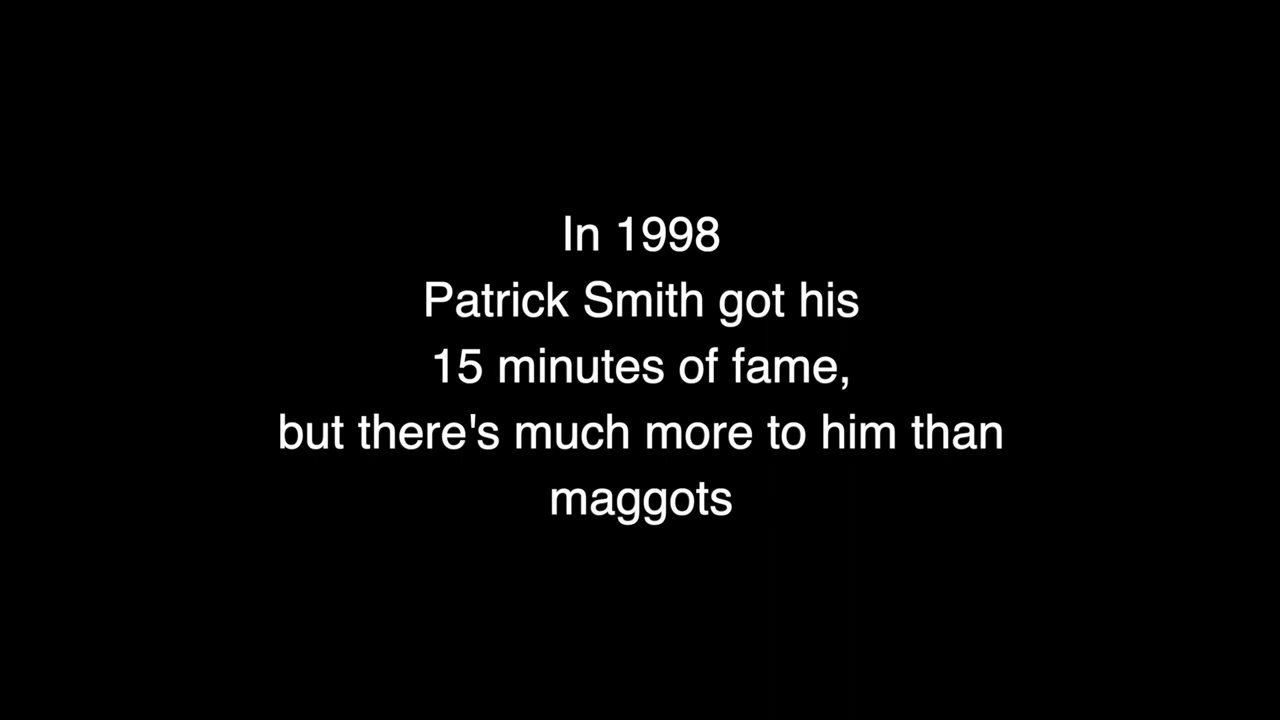 In 1998
Patrick Smith got his
15 minutes of fame,
but there's much more to him than
maggots